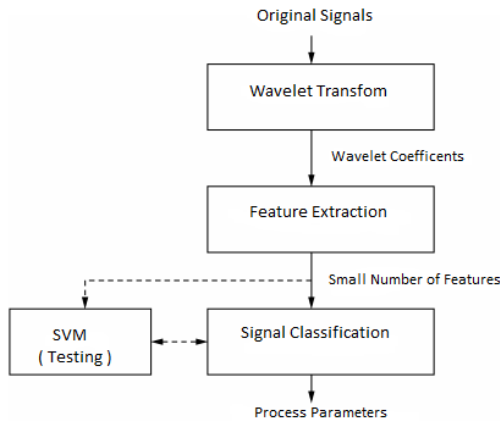 Original Signals
Wavelet Transfom
Wavelet Coefficents
Feature Extraction
Small Number of Features
SVM
( Testing )
Signal Classification
Process Parameters